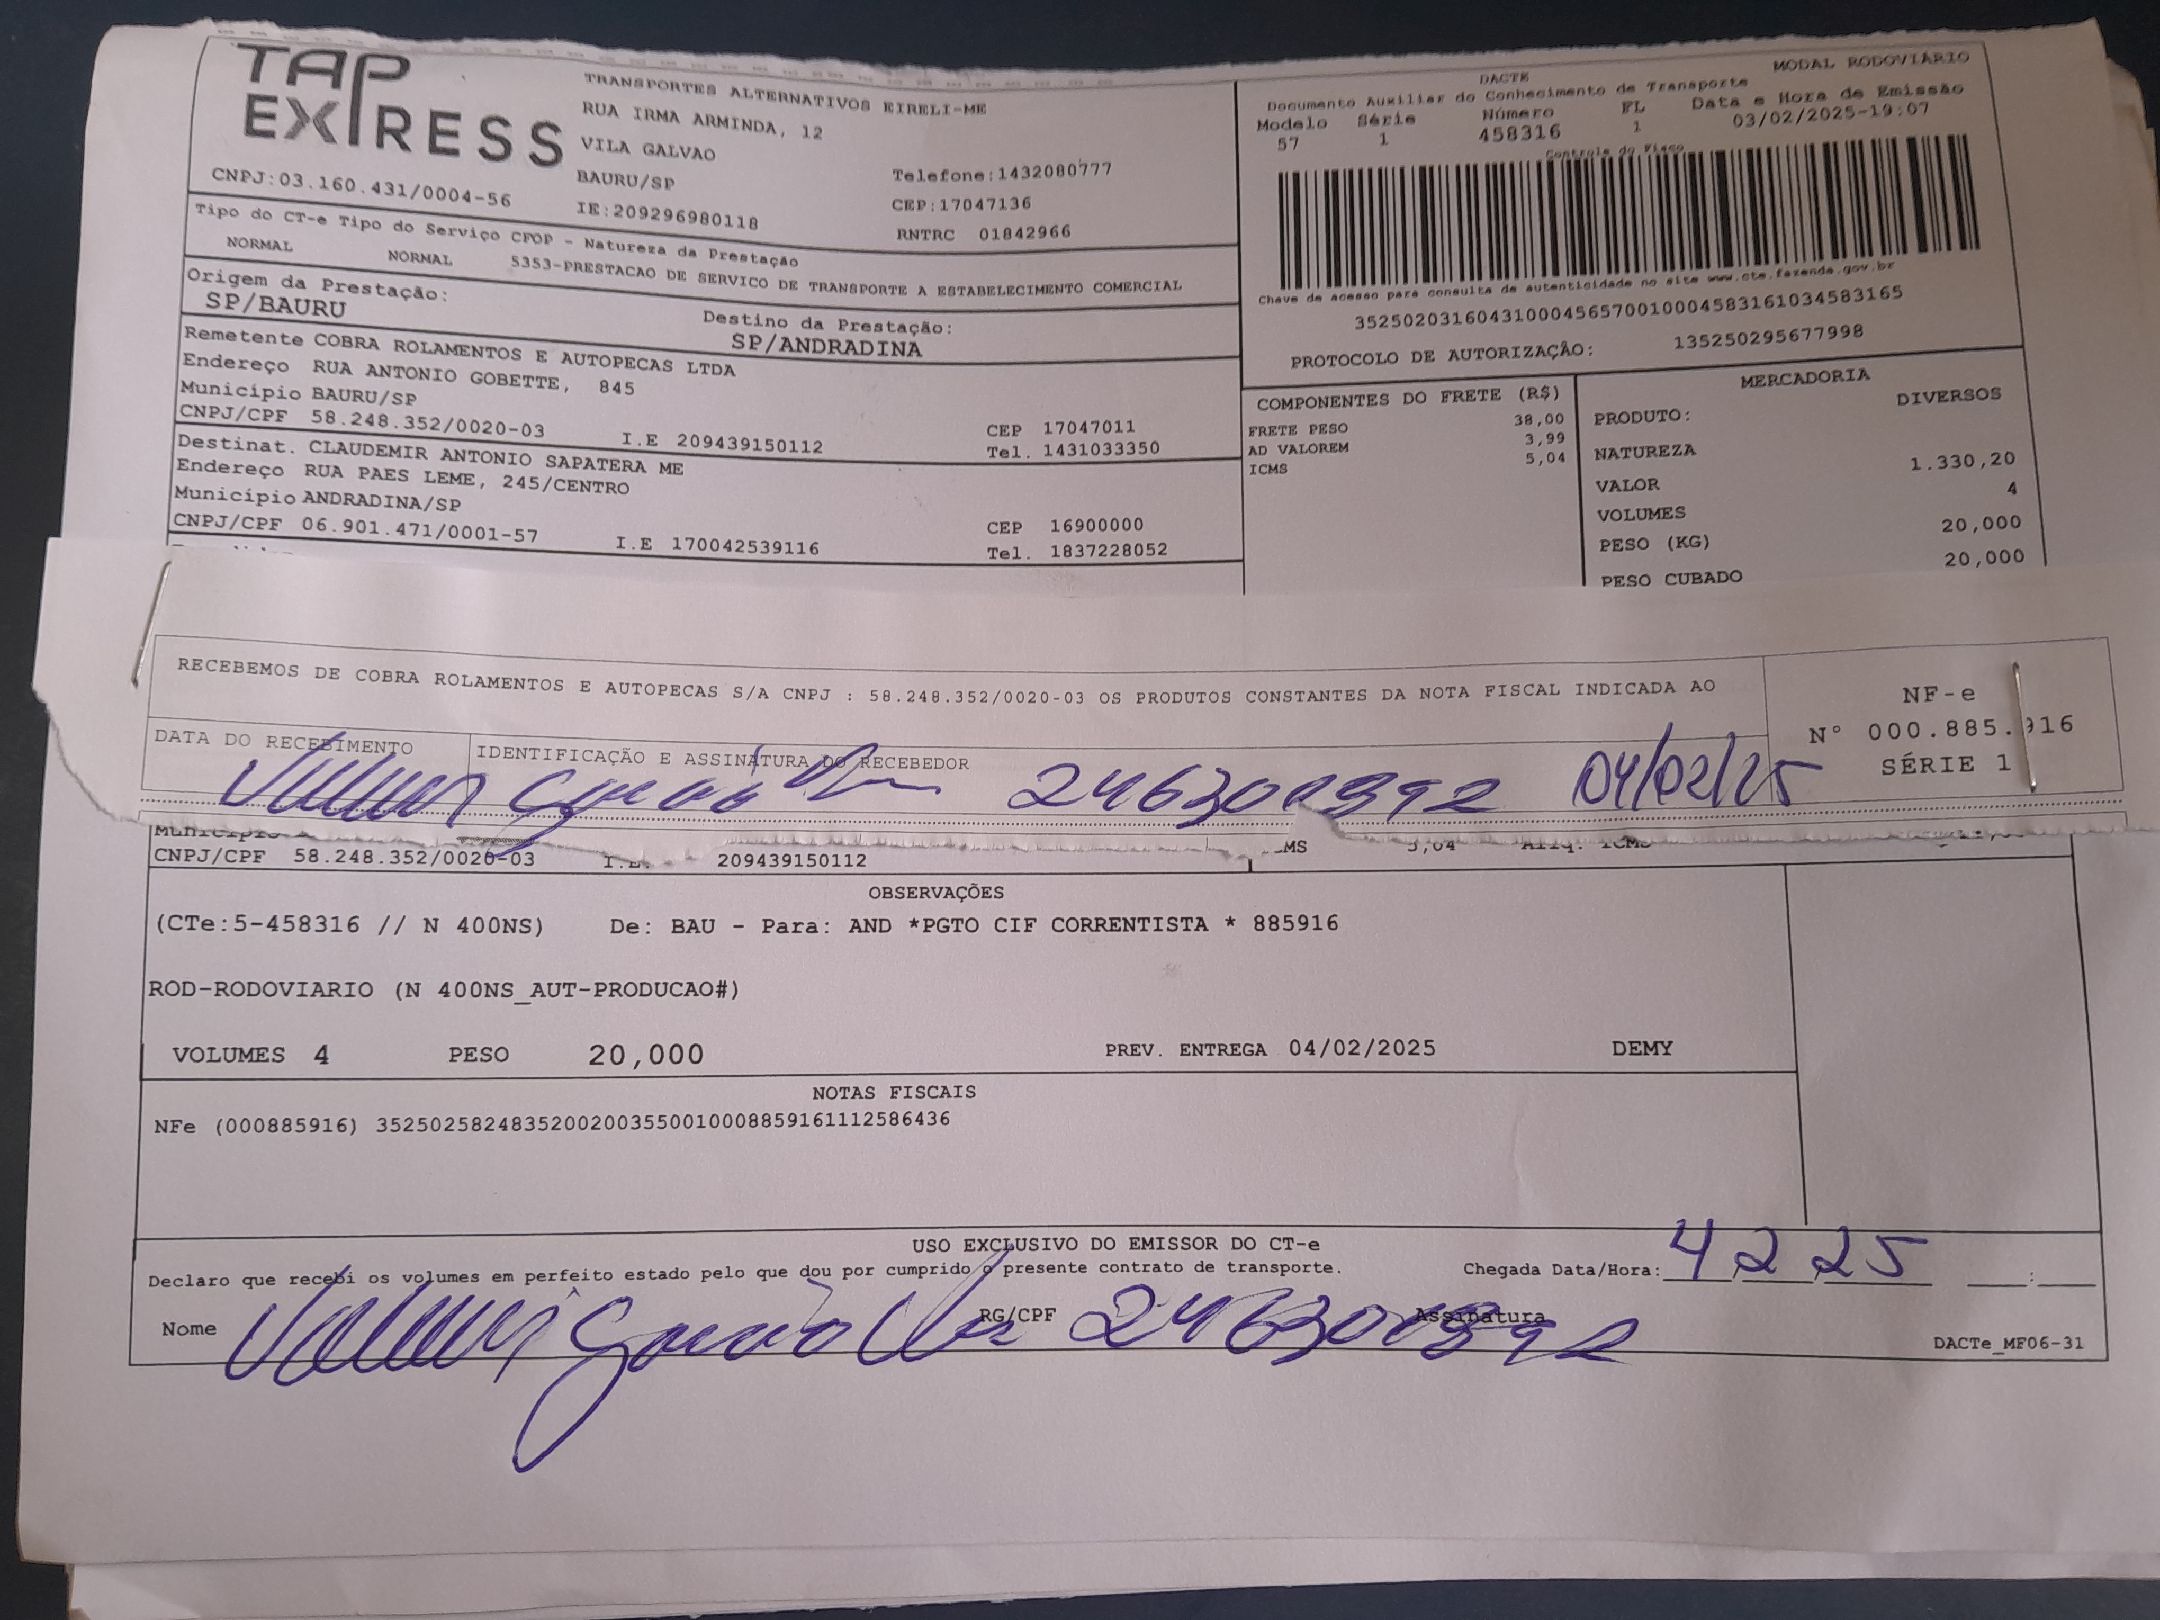 TAP EXPRESS
TRANSPORTES ALTERNATIVOS EIRELI-ME
RUA IRMA ARMINDA, 12
VILA GALVAO
BAURU/SP
Telefone:1432080777
CNPJ:03.160.431/0004-56
IE:209296980118
CEP:17047136
RNTRC 01842966
DACTE
MODAL RODOVIÁRIO
Documento Auxiliar do Conhecimento de Transporte
Modelo Série Número FL Data e Hora de Emissão
57 1 458316 1 03/02/2025-19:07
Controle do Fisco
Chave de acesso para consulta de autenticidade no site www.cte.fazenda.gov.br
35250203160431000456570010004583161034583165
PROTOCOLO DE AUTORIZAÇÃO: 135250295677998
Tipo do CT-e Tipo do Serviço CFOP - Natureza da Prestação
NORMAL NORMAL 5353-PRESTACAO DE SERVICO DE TRANSPORTE A ESTABELECIMENTO COMERCIAL
Origem da Prestação: Destino da Prestação:
SP/BAURU SP/ANDRADINA
Remetente COBRA ROLAMENTOS E AUTOPECAS LTDA
Endereço RUA ANTONIO GOBETTE, 845
Município BAURU/SP CEP 17047011
CNPJ/CPF 58.248.352/0020-03 I.E 209439150112 Tel. 1431033350
Destinat. CLAUDEMIR ANTONIO SAPATERA ME
Endereço RUA PAES LEME, 245/CENTRO
Município ANDRADINA/SP CEP 16900000
CNPJ/CPF 06.901.471/0001-57 I.E 170042539116 Tel. 1837228052
COMPONENTES DO FRETE (R$)
FRETE PESO 38,00
AD VALOREM 3,99
ICMS 5,04
MERCADORIA
PRODUTO: DIVERSOS
NATUREZA
VALOR 1.330,20
VOLUMES 4
PESO (KG) 20,000
PESO CUBADO 20,000
RECEBEMOS DE COBRA ROLAMENTOS E AUTOPECAS S/A CNPJ : 58.248.352/0020-03 OS PRODUTOS CONSTANTES DA NOTA FISCAL INDICADA AO
NF-e
Nº 000.885.916
SÉRIE 1
DATA DO RECEBIMENTO IDENTIFICAÇÃO E ASSINATURA DO RECEBEDOR
04/02/25
Município
CNPJ/CPF 58.248.352/0020-03 I.E. 209439150112
5,04 Aliq. ICMS
OBSERVAÇÕES
(CTe:5-458316 // N 400NS) De: BAU - Para: AND *PGTO CIF CORRENTISTA * 885916
ROD-RODOVIARIO (N 400NS_AUT-PRODUCAO#)
VOLUMES 4 PESO 20,000 PREV. ENTREGA 04/02/2025 DEMY
NOTAS FISCAIS
NFe (000885916) 35250258248352002003550010008859161112586436
USO EXCLUSIVO DO EMISSOR DO CT-e
Declaro que recebi os volumes em perfeito estado pelo que dou por cumprido o presente contrato de transporte. Chegada Data/Hora: 4 2 25 :
Nome RG/CPF Assinatura
DACTe_MF06-31